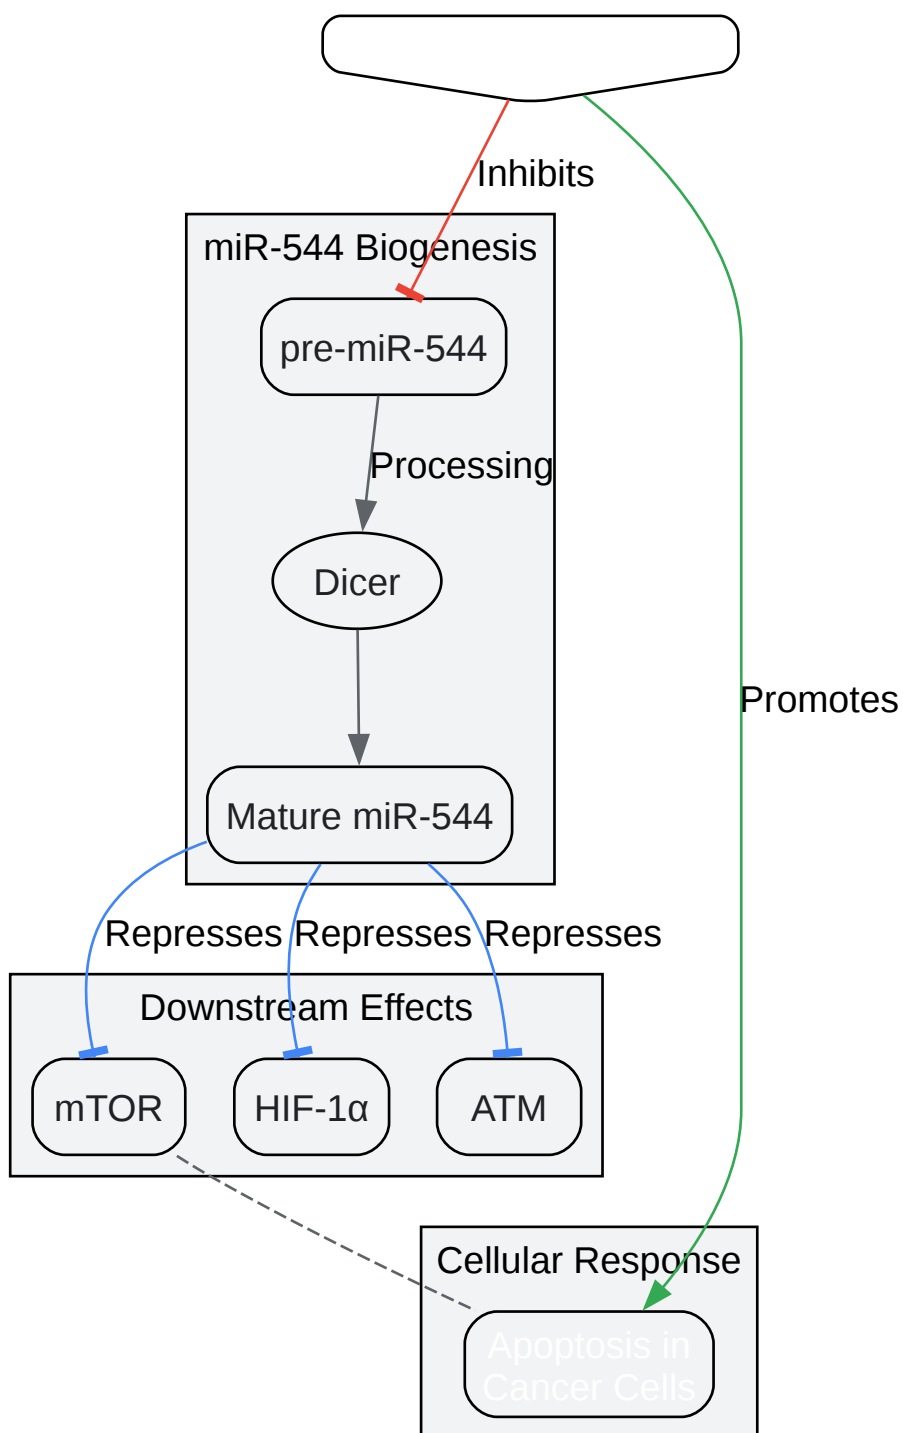 Inhibits
miR-544 Biogenesis
pre-miR-544
Processing
Dicer
Mature miR-544
Represses Represses Represses
Downstream Effects
mTOR HIF-1α ATM
Promotes
Cellular Response
Apoptosis in
Cancer Cells